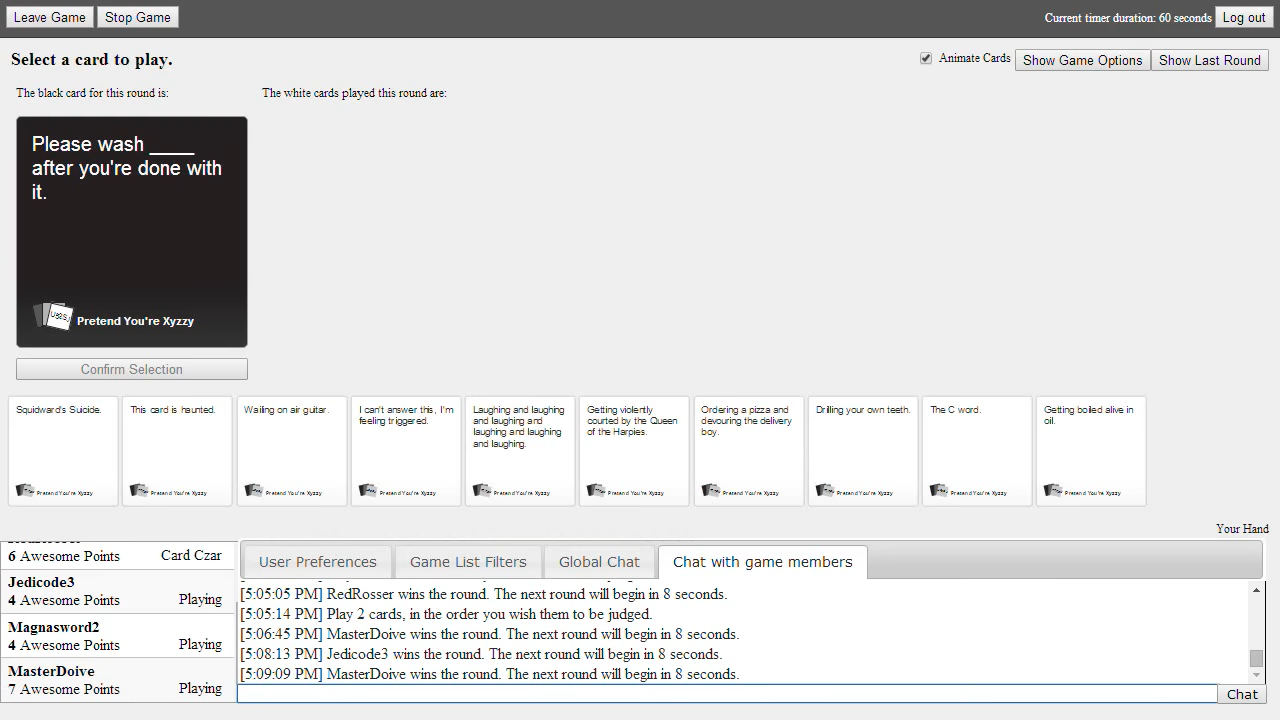 Leave Game Stop Game Current timer duration: 60 seconds Log out
Select a card to play. Animate Cards Show Game Options Show Last Round
The black card for this round is: The white cards played this round are:
Please wash ____
after you're done with
it.
Pretend You're Xyzzy
Confirm Selection
Squidward's Suicide.
Pretend You're Xyzzy
This card is haunted.
Pretend You're Xyzzy
Wailing on air guitar.
Pretend You're Xyzzy
I can't answer this, I'm
feeling triggered.
Pretend You're Xyzzy
Laughing and laughing
and laughing and
laughing and laughing
and laughing.
Pretend You're Xyzzy
Getting violently
courted by the Queen
of the Harpies.
Pretend You're Xyzzy
Ordering a pizza and
devouring the delivery
boy.
Pretend You're Xyzzy
Drilling your own teeth.
Pretend You're Xyzzy
The C word.
Pretend You're Xyzzy
Getting boiled alive in
oil.
Pretend You're Xyzzy
Your Hand
6 Awesome Points Card Czar
Jedicode3
4 Awesome Points Playing
Magnasword2
4 Awesome Points Playing
MasterDoive
7 Awesome Points Playing
User Preferences Game List Filters Global Chat Chat with game members
[5:05:05 PM] RedRosser wins the round. The next round will begin in 8 seconds.
[5:05:14 PM] Play 2 cards, in the order you wish them to be judged.
[5:06:45 PM] MasterDoive wins the round. The next round will begin in 8 seconds.
[5:08:13 PM] Jedicode3 wins the round. The next round will begin in 8 seconds.
[5:09:09 PM] MasterDoive wins the round. The next round will begin in 8 seconds.
Chat